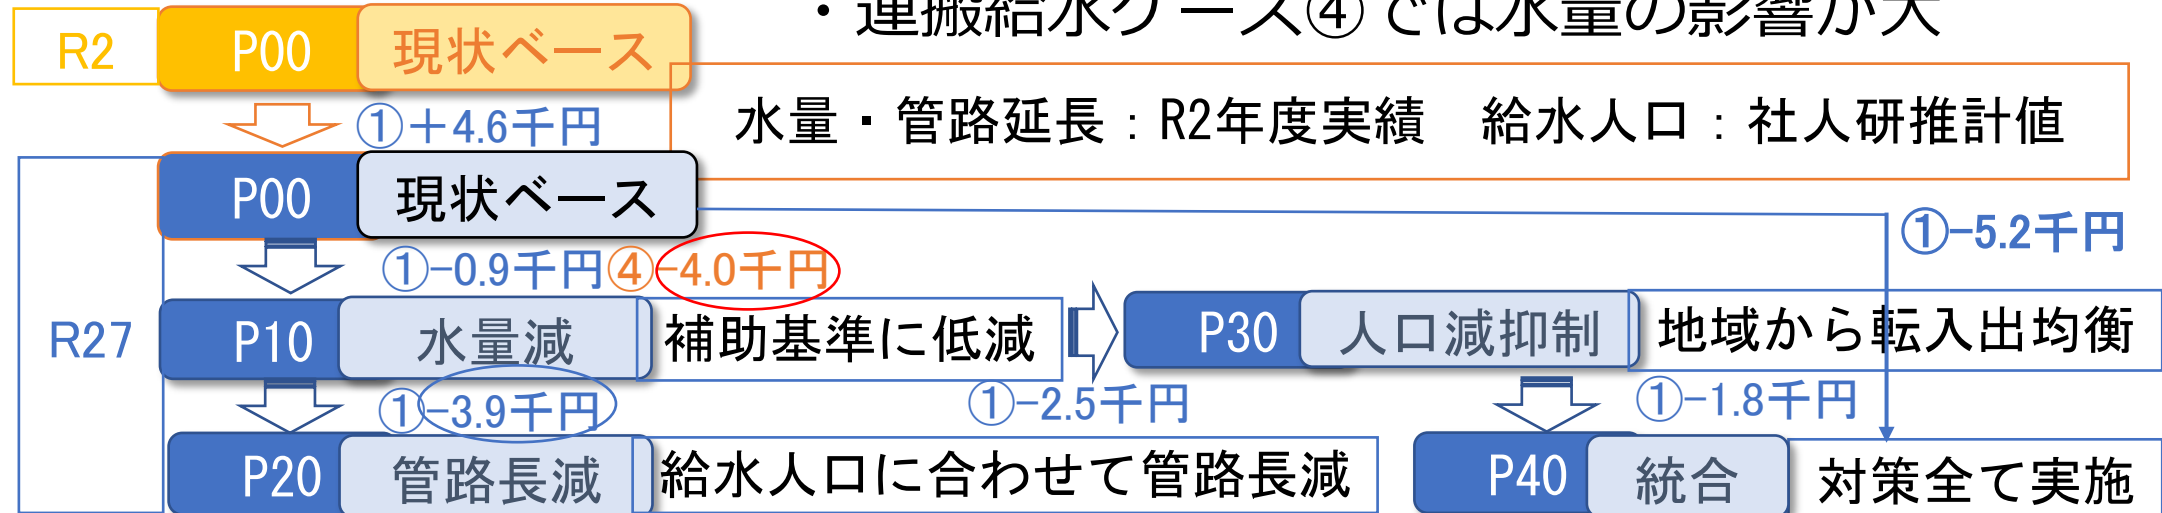 ・運搬給水ケース④では水量の影響が大
R2 P00 現状ベース
①＋4.6千円
水量・管路延長：R2年度実績　給水人口：社人研推計値
P00 現状ベース
①-5.2千円
①-0.9千円④-4.0千円
R27
P10 水量減 補助基準に低減
P30 人口減抑制 地域から転入出均衡
①-3.9千円
①-2.5千円
①-1.8千円
P20 管路長減 給水人口に合わせて管路長減
P40 統合 対策全て実施